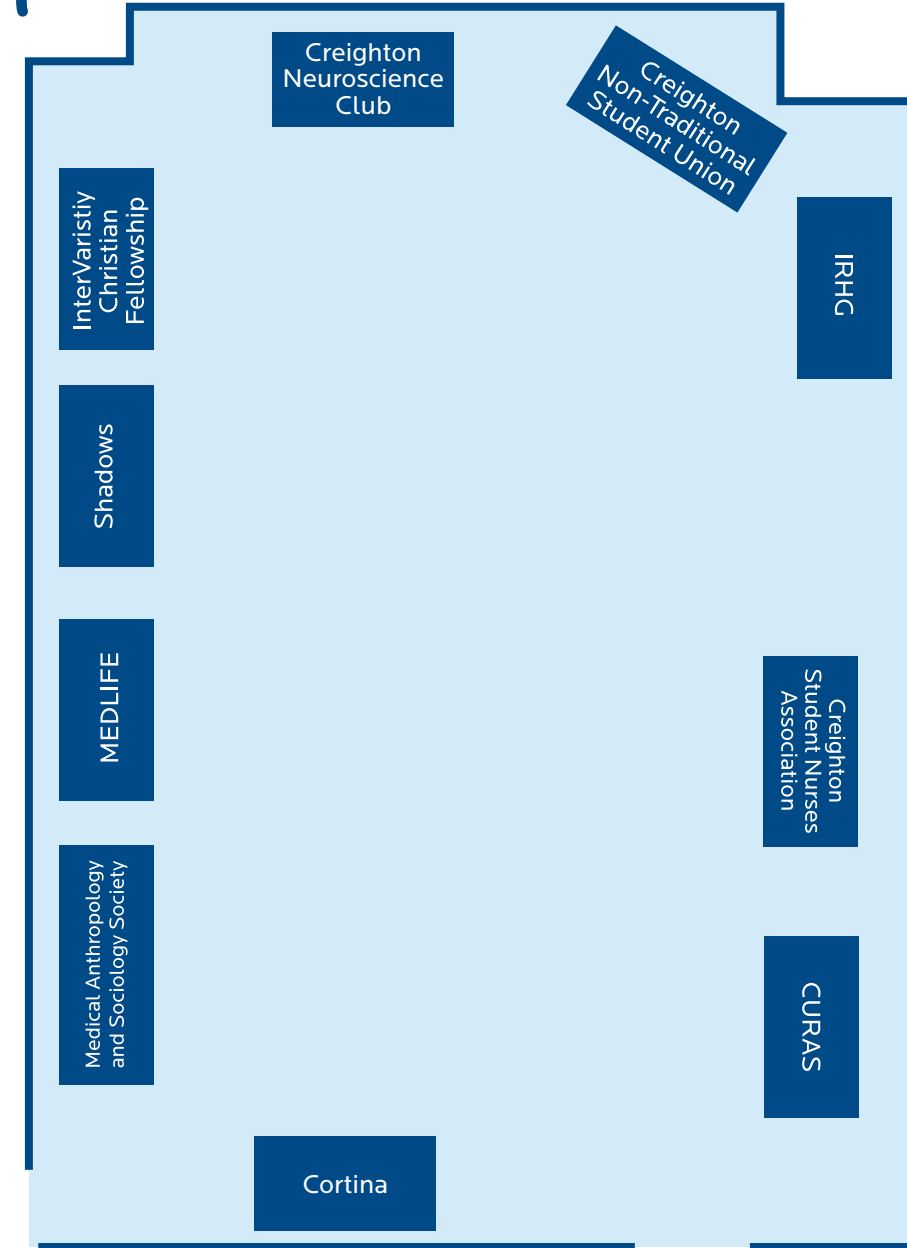 Creighton
Neuroscience
Club
Creighton
Non-Traditional
Student Union
InterVaristiy
Christian
Fellowship
IRHG
Shadows
MEDLIFE
Creighton
Student Nurses
Association
Medical Anthropology
and Sociology Society
CURAS
Cortina